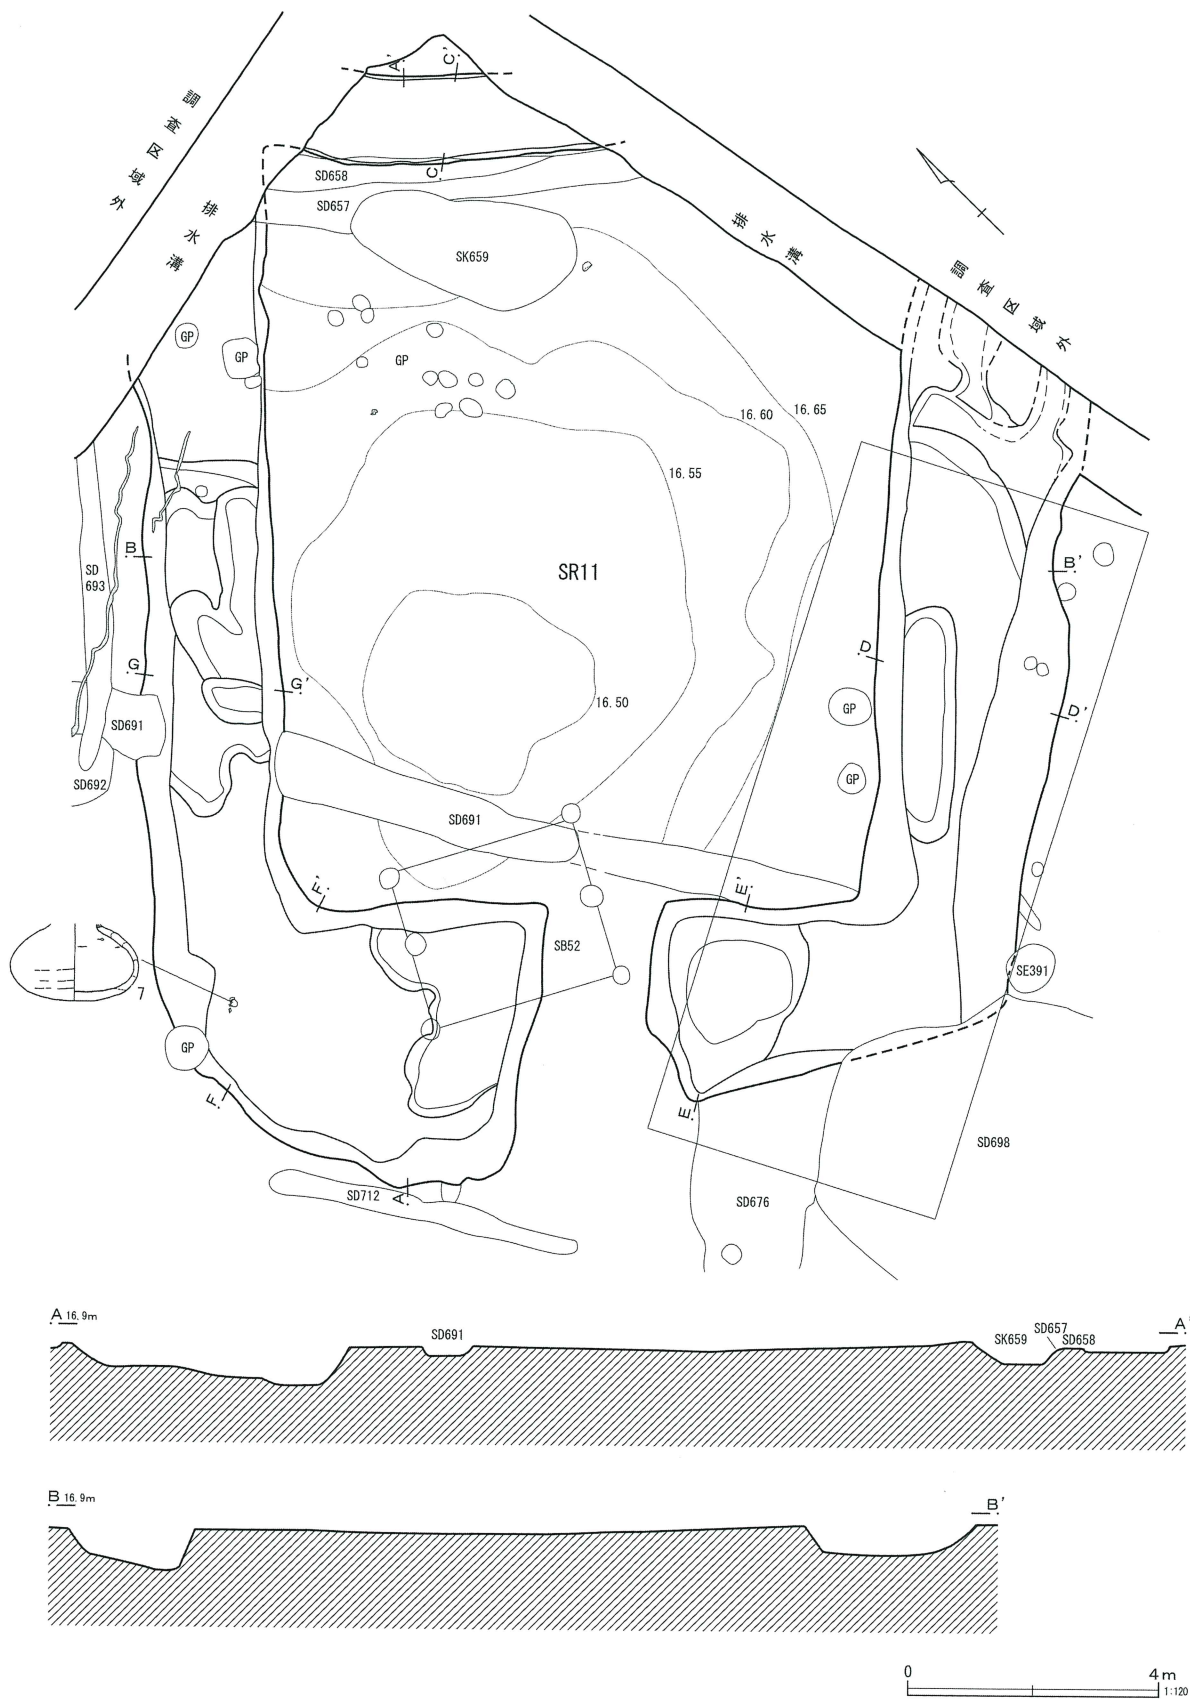 調査区域外
排水溝
A'
C'
C
SD658
SD657
SK659
排水溝
調査区域外
GP
GP
GP
16.65
16.60
16.55
SR11
16.50
B
SD
693
G
G'
SD691
SD692
SD691
B'
D
D'
GP
GP
F'
E'
SB52
SE391
7
GP
F
E
SD712
A
SD676
SD698
A 16.9m
SD691
SK659
SD657
SD658
A'
B 16.9m
B'
0
4m
1:120